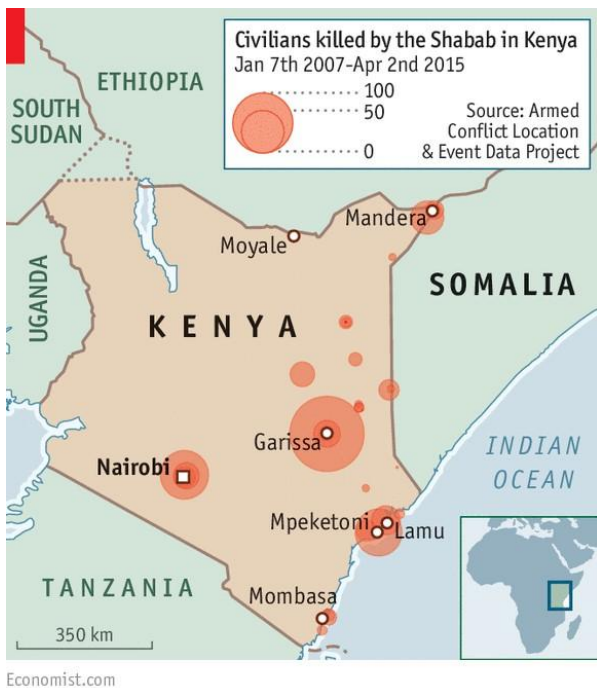 Civilians killed by the Shabab in Kenya
Jan 7th 2007-Apr 2nd 2015
100
50
0
Source: Armed
Conflict Location
& Event Data Project
ETHIOPIA
SOUTH
SUDAN
Mandera
Moyale
UGANDA
SOMALIA
KENYA
Garissa
Nairobi
INDIAN
OCEAN
Mpeketoni
Lamu
TANZANIA
Mombasa
350 km
Economist.com